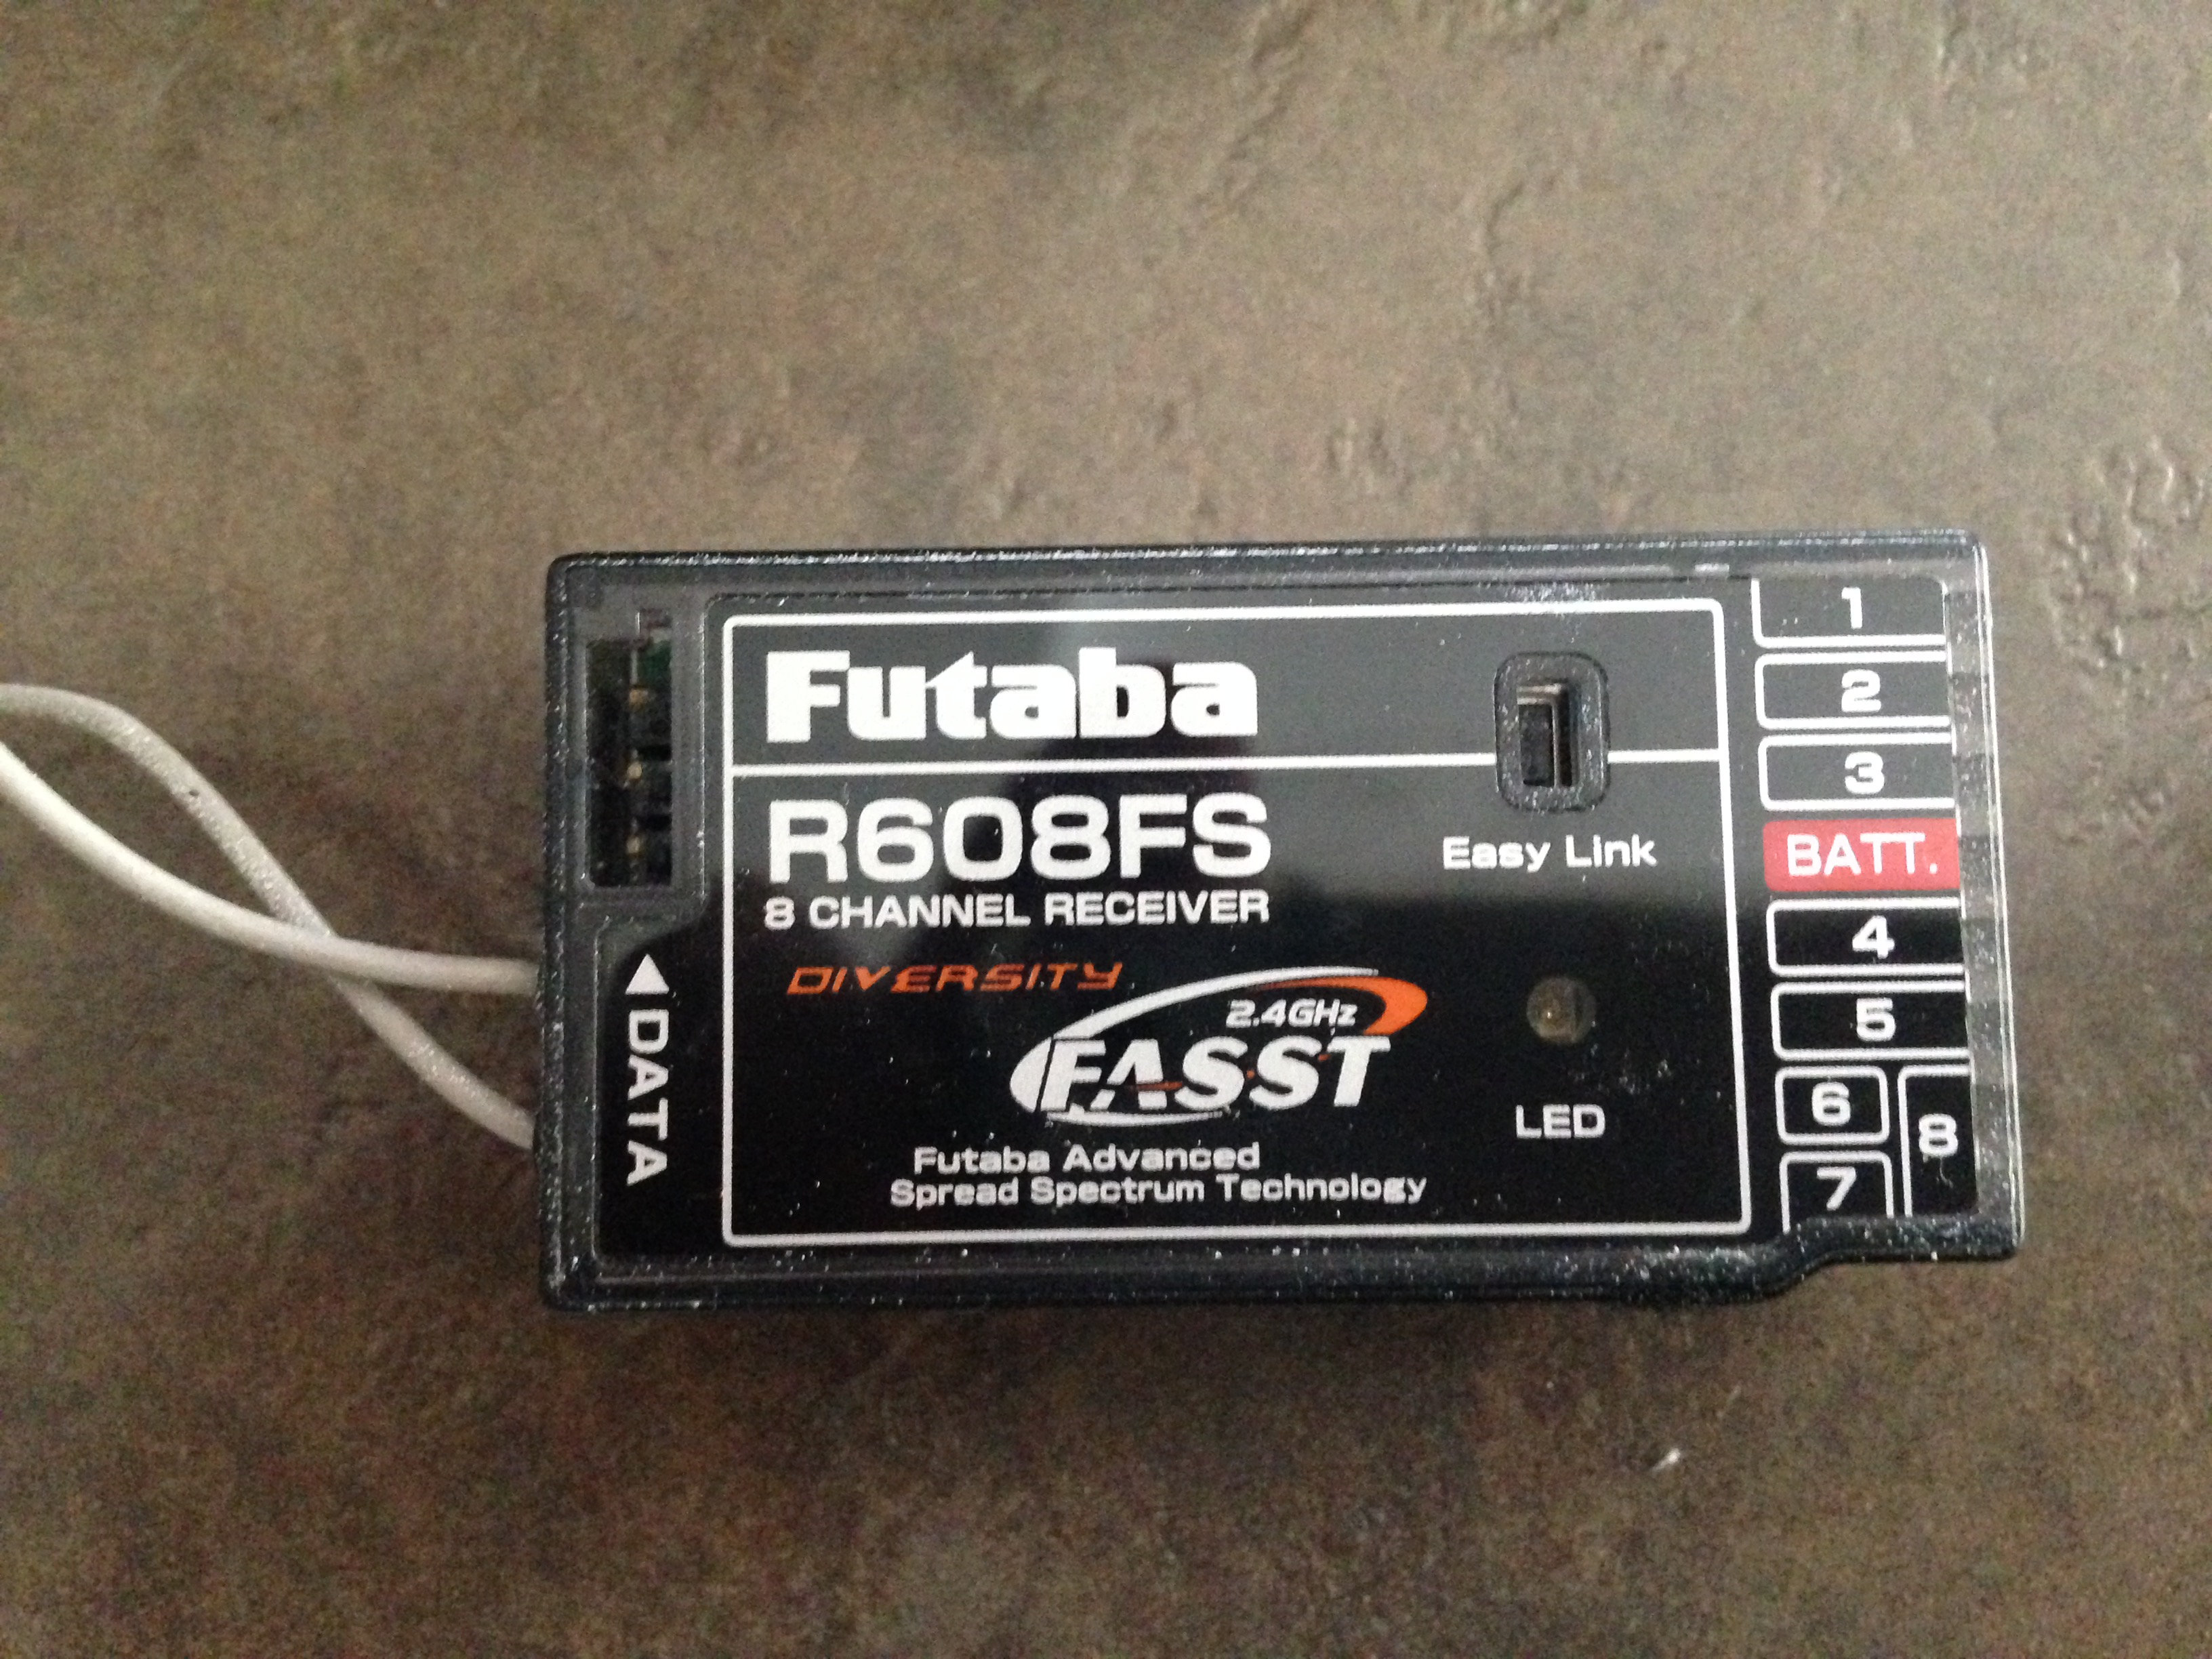 Futaba
R608FS
8 CHANNEL RECEIVER
DIVERSITY
2.4GHz
FASST
Futaba Advanced
Spread Spectrum Technology
Easy Link
LED
◀DATA
1
2
3
BATT.
4
5
6
8
7